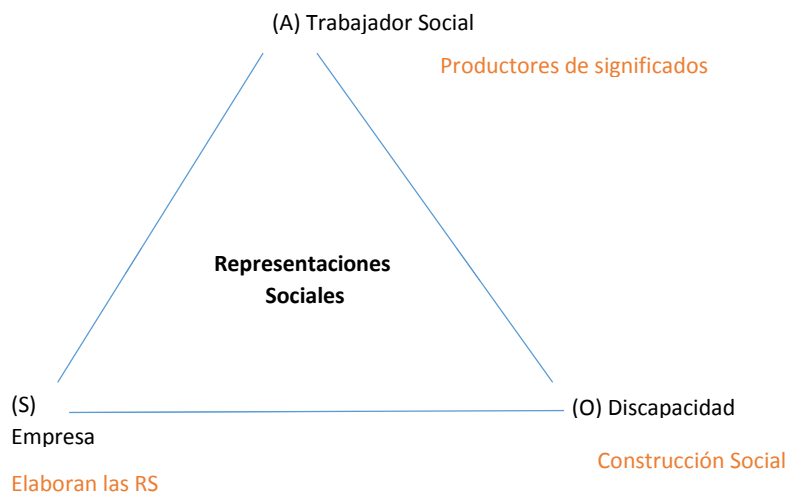 (A) Trabajador Social
Productores de significados
Representaciones
Sociales
(S)
Empresa
(O) Discapacidad
Construcción Social
Elaboran las RS